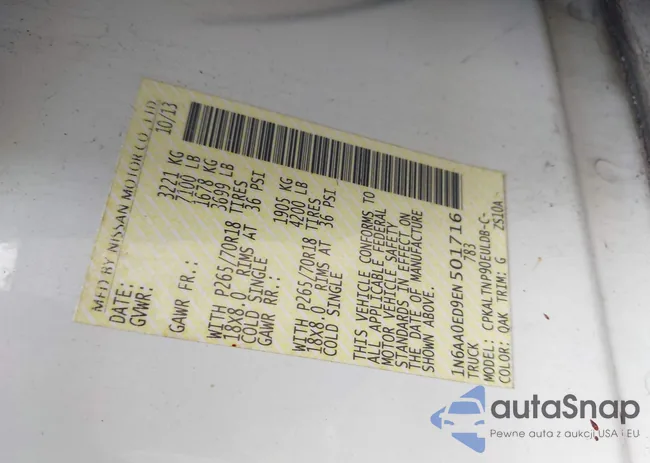 MFD BY NISSAN MOTOR CO., LTD.
DATE: 10/13
GVWR: 3221 KG
7100 LB
GAWR FR.: 1678 KG
3699 LB
WITH P265/70R18 TIRES
18X8.0 RIMS AT 36 PSI
COLD SINGLE
GAWR RR.: 1905 KG
4200 LB
WITH P265/70R18 TIRES
18X8.0 RIMS AT 36 PSI
COLD SINGLE
THIS VEHICLE CONFORMS TO
ALL APPLICABLE FEDERAL
MOTOR VEHICLE SAFETY
STANDARDS IN EFFECT ON
THE DATE OF MANUFACTURE
SHOWN ABOVE.
1N6AA0ED9EN501716
TRUCK 783
MODEL: CPKALTNP90EULDB-C-
COLOR: QAK TRIM: G ZS10A
autaSnap
Pewne auta z aukcji USA i EU